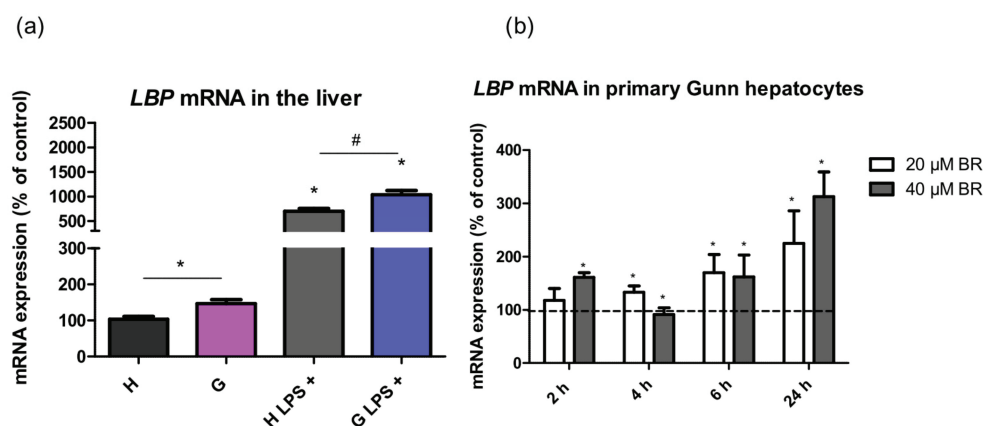 (a)
LBP mRNA in the liver
mRNA expression (% of control)
2500
2000
1500
1000
500
300
200
100
0
#
*
*
*
H
G
H LPS +
G LPS +
(b)
LBP mRNA in primary Gunn hepatocytes
mRNA expression (% of control)
400
300
200
100
0
*
*
*
*
*
*
*
2 h
4 h
6 h
24 h
20 µM BR
40 µM BR